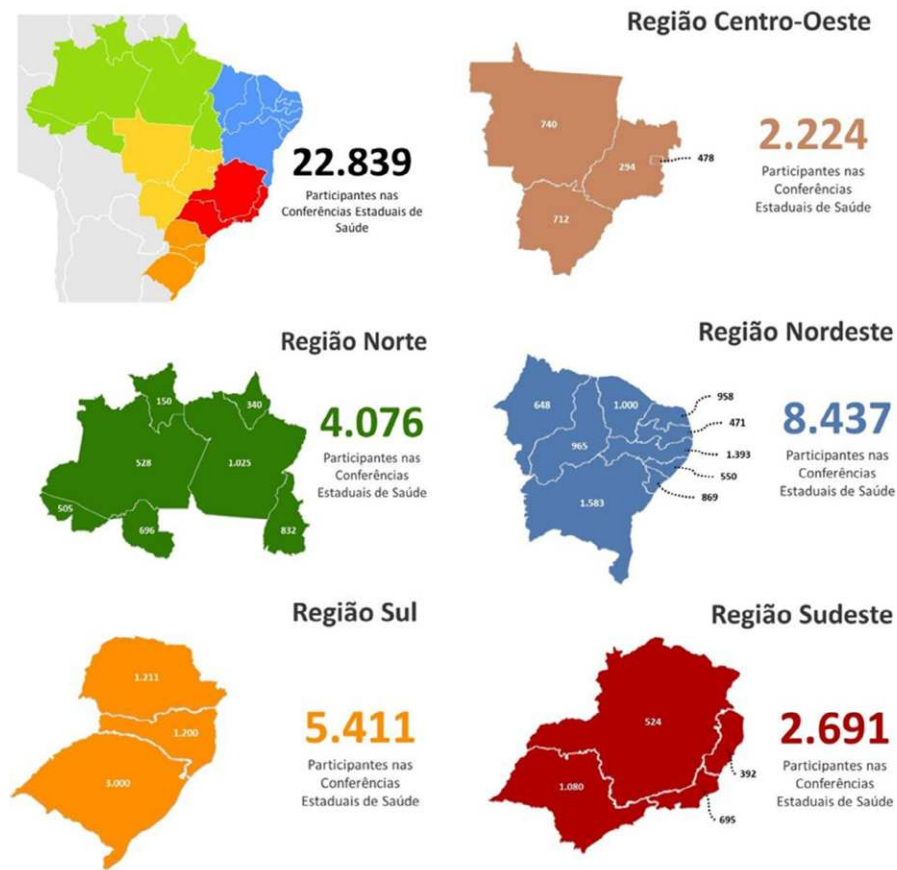 22.839
Participantes nas
Conferências Estaduais de
Saúde
Região Centro-Oeste
740
294
478
712
2.224
Participantes nas
Conferências
Estaduais de Saúde
Região Norte
150
340
528
1.025
505
696
832
4.076
Participantes nas
Conferências
Estaduais de Saúde
Região Nordeste
648
1.000
958
965
471
1.393
550
869
1.583
8.437
Participantes nas
Conferências
Estaduais de Saúde
Região Sul
1.211
1.200
3.000
5.411
Participantes nas
Conferências
Estaduais de Saúde
Região Sudeste
524
392
1.080
695
2.691
Participantes nas
Conferências
Estaduais de Saúde